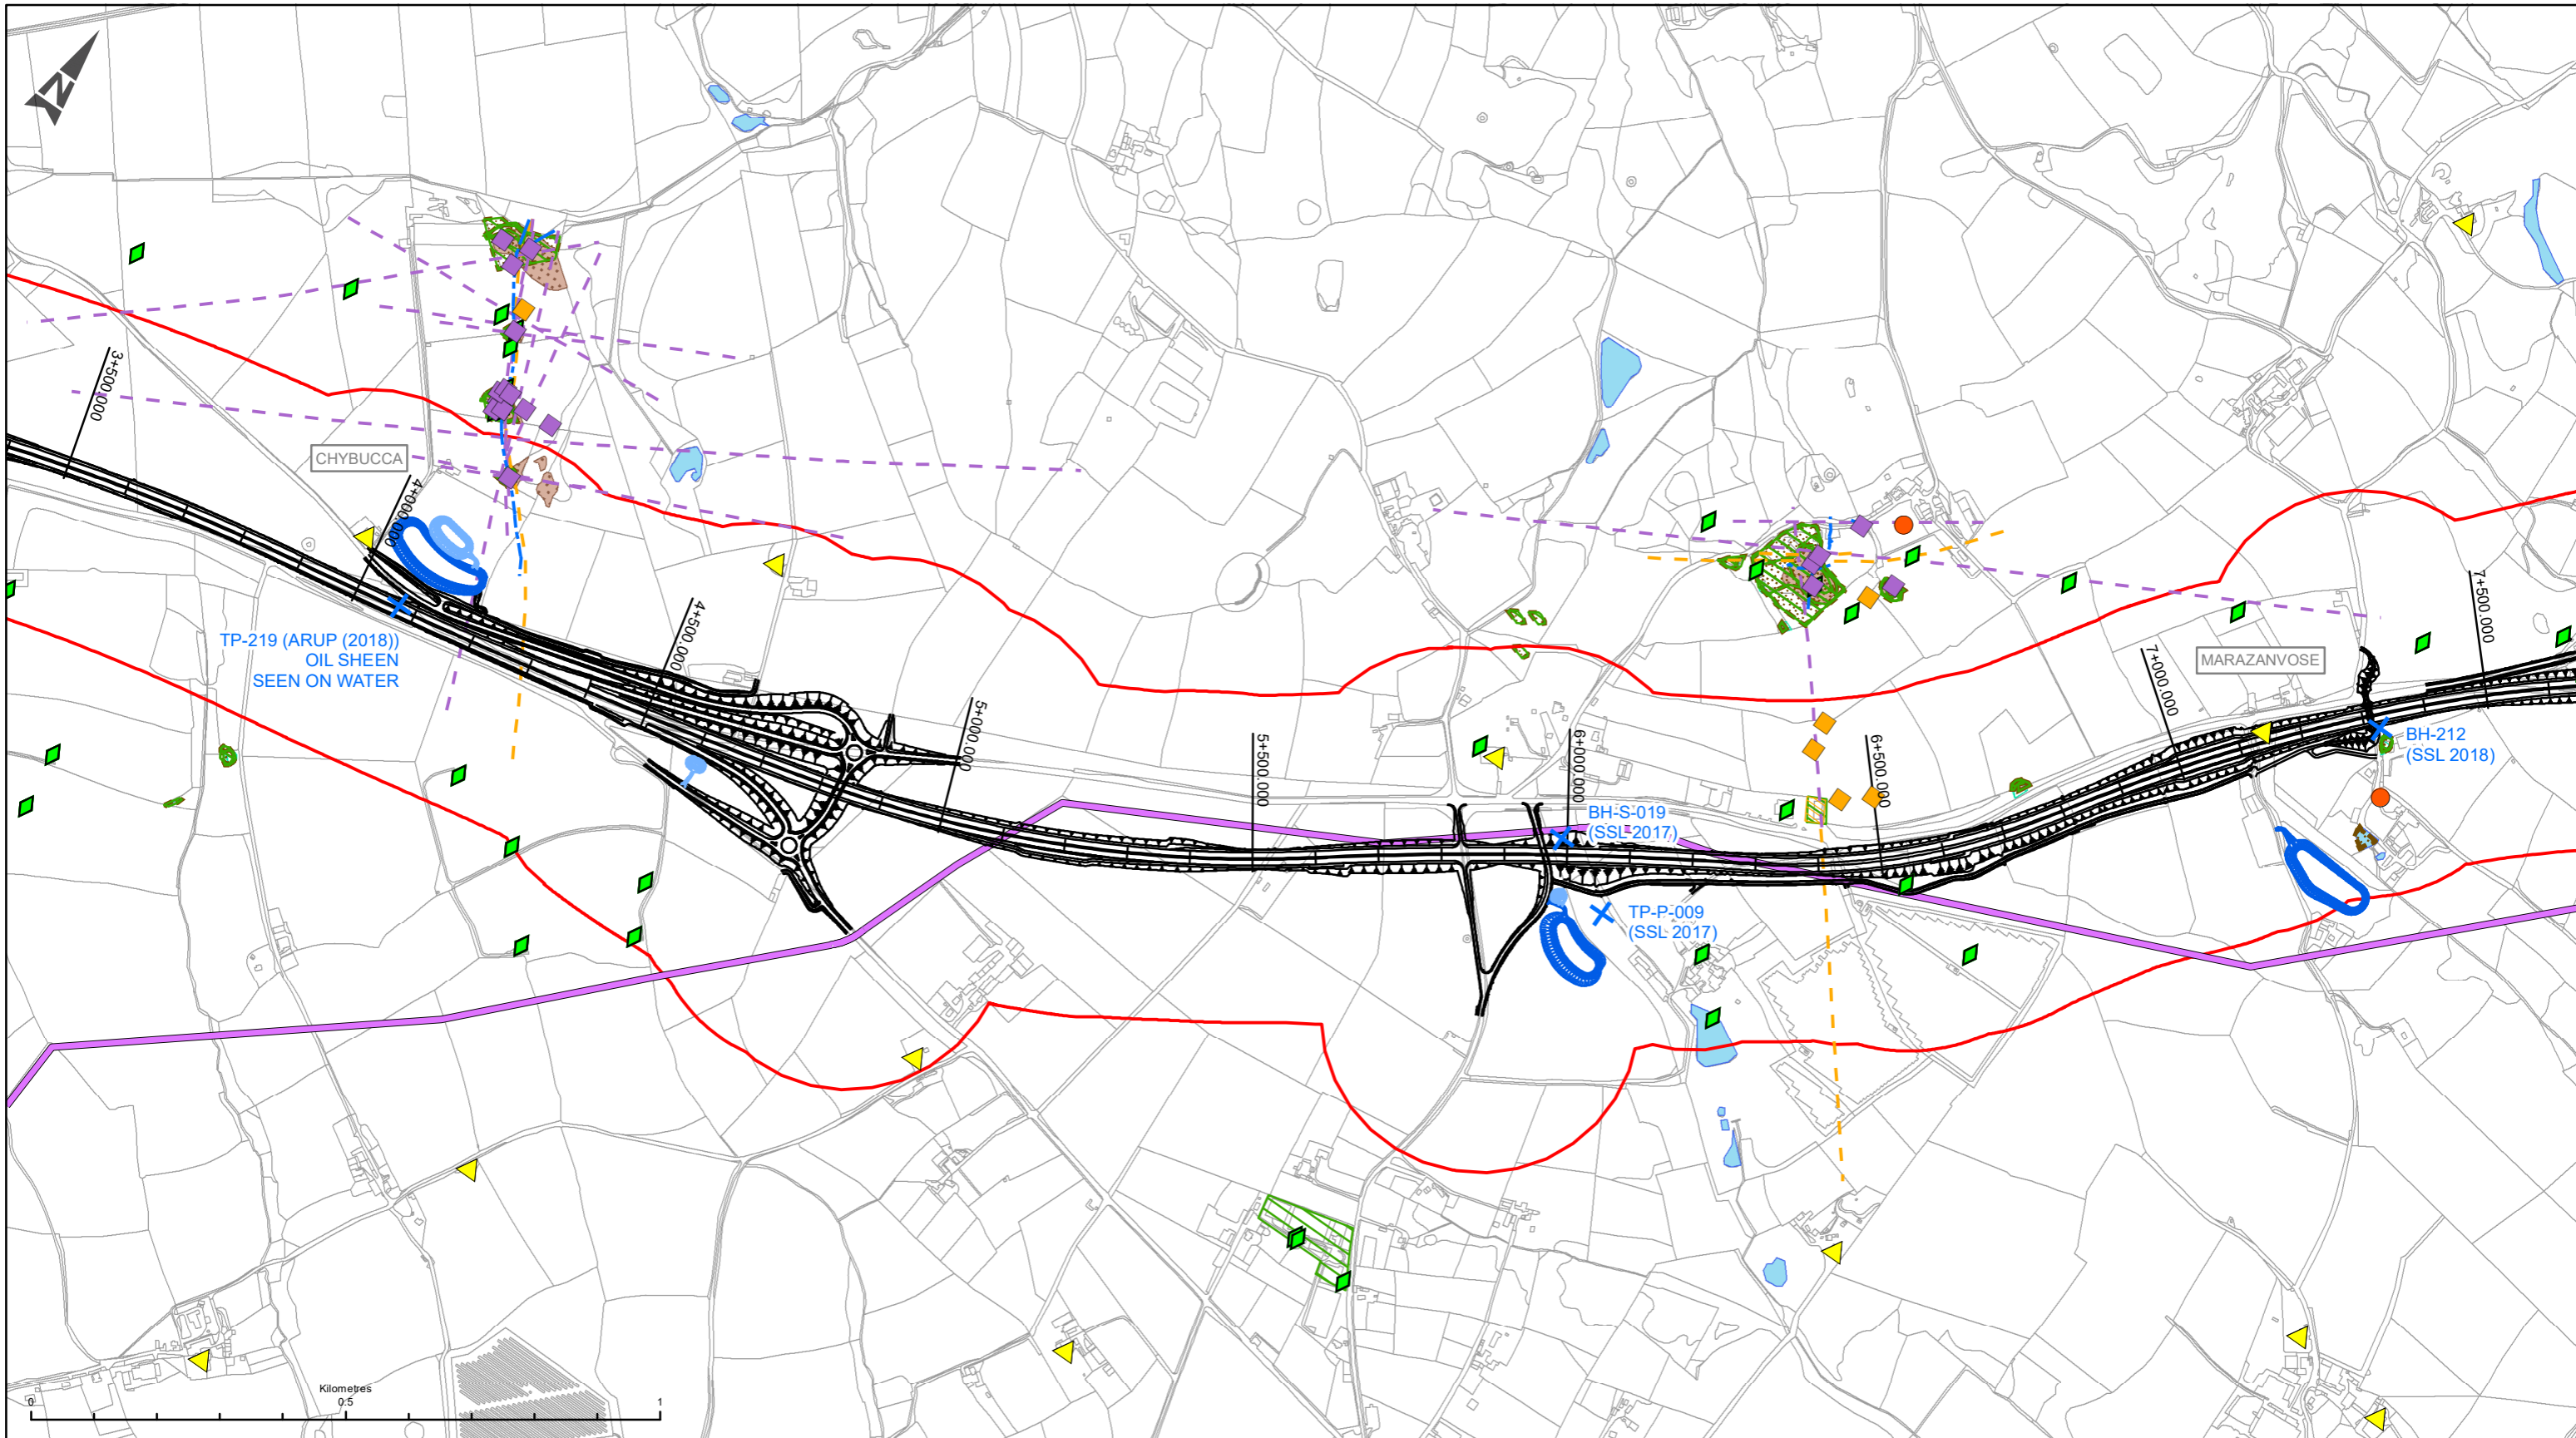 N
3+500.000
CHYBUCCA
4+000.000
TP-219 (ARUP (2018))
OIL SHEEN
SEEN ON WATER
4+500.000
5+000.000
5+500.000
6+000.000
BH-S-019
(SSL 2017)
TP-P-009
(SSL 2017)
6+500.000
7+000.000
MARAZANVOSE
7+500.000
BH-212
(SSL 2018)
Kilometres
0 0.5 1